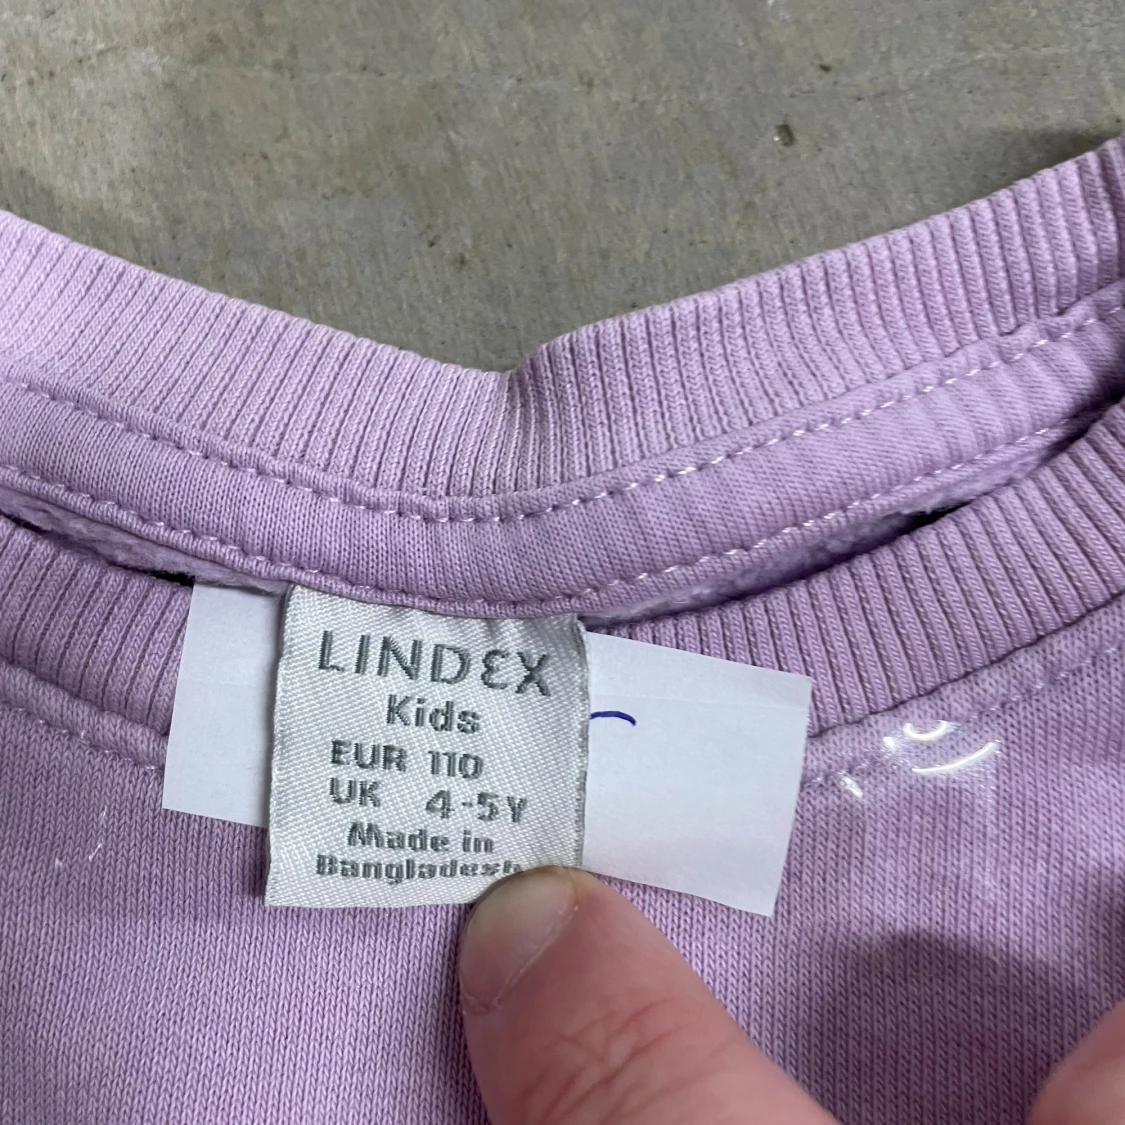 LINDEX
Kids
EUR 110
UK 4-5Y
Made in
Bangladesh